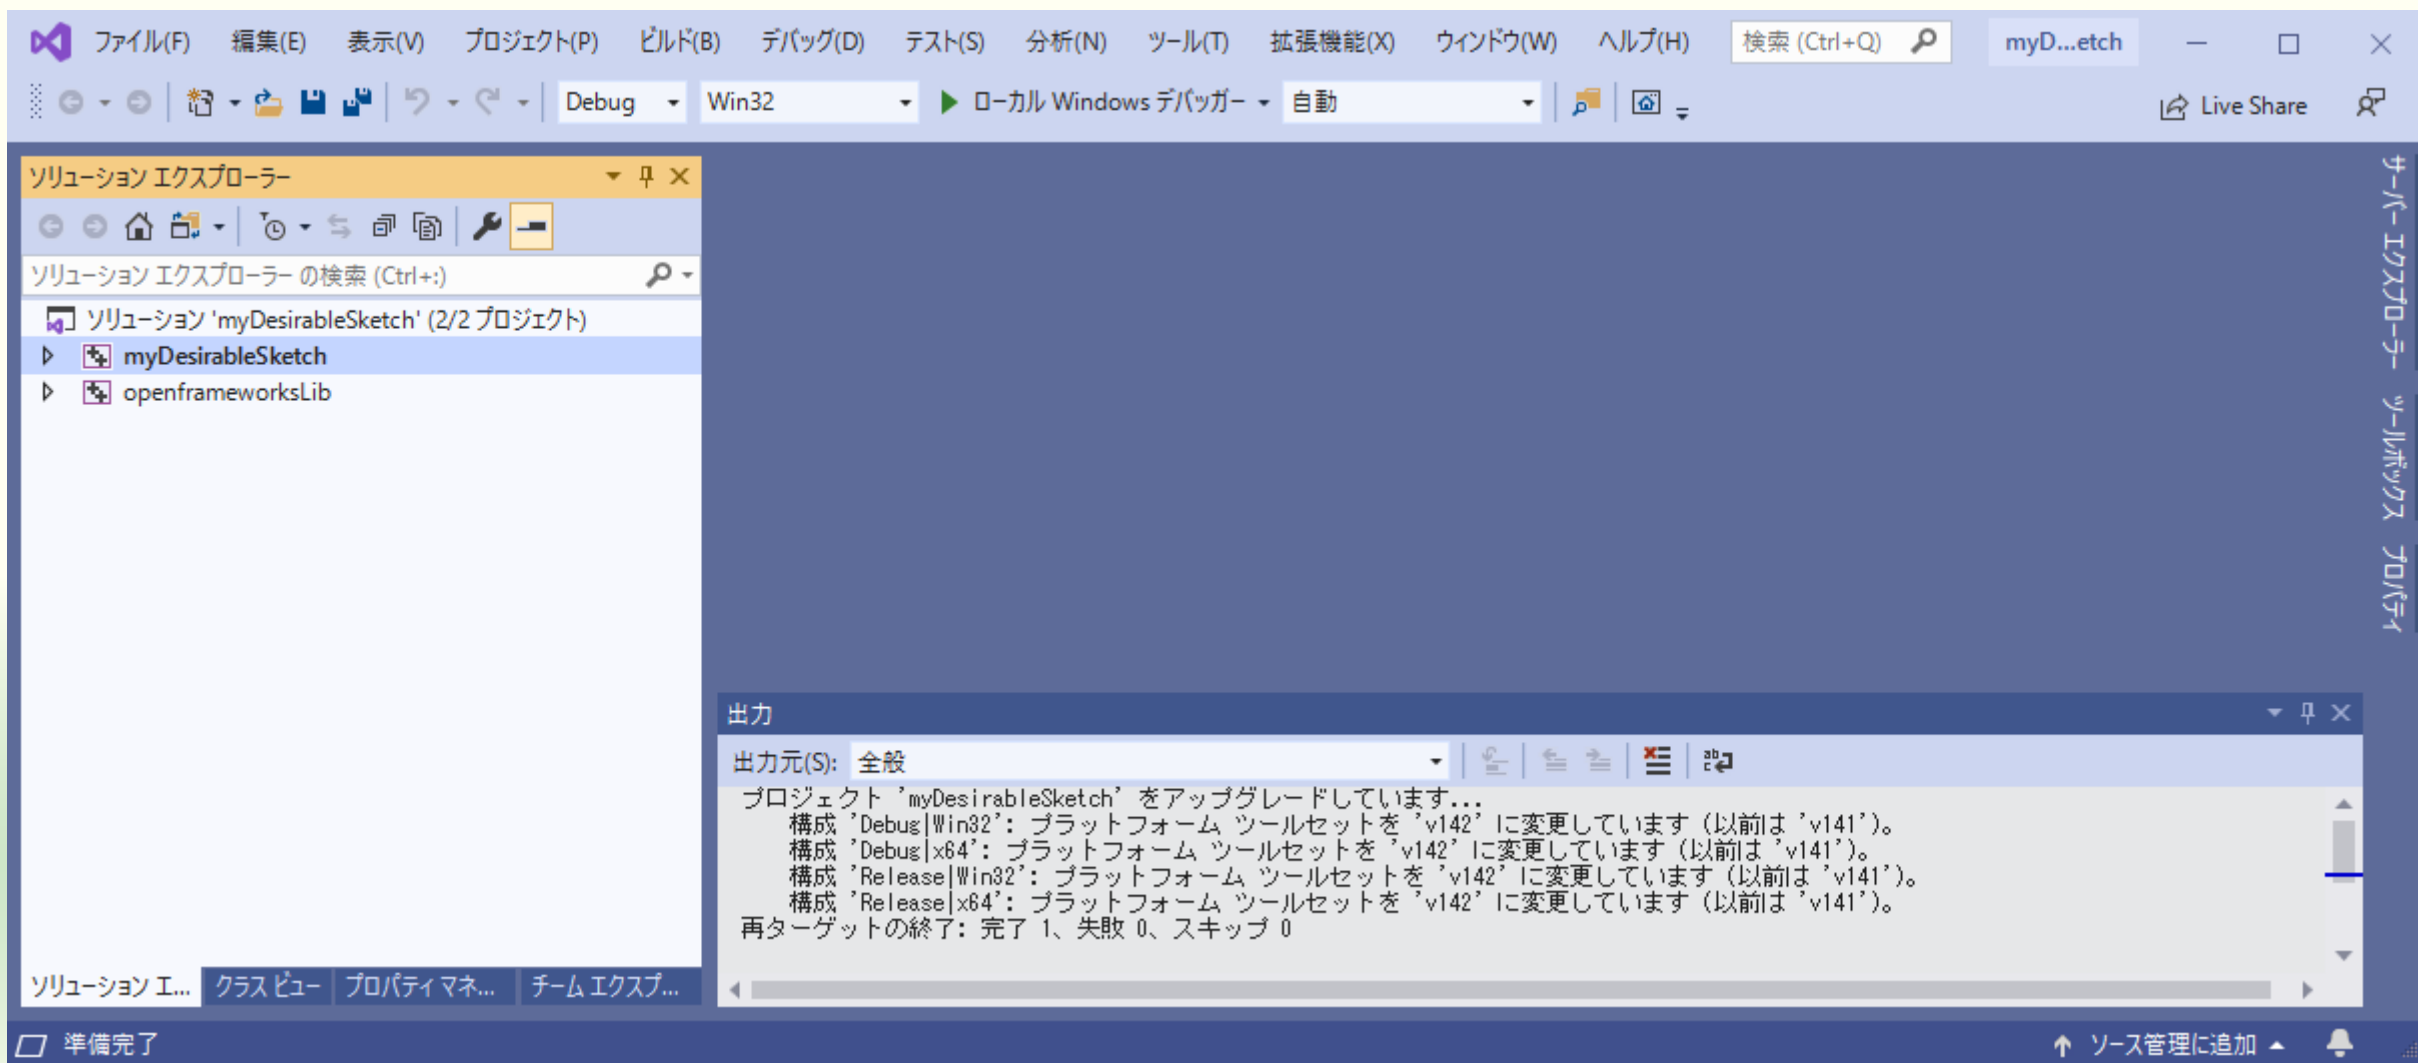 ファイル(F) 編集(E) 表示(V) プロジェクト(P) ビルド(B) デバッグ(D) テスト(S) 分析(N) ツール(T) 拡張機能(X) ウィンドウ(W) ヘルプ(H) 検索 (Ctrl+Q) myD...etch
Debug Win32 ローカル Windows デバッガー 自動 Live Share
ソリューション エクスプローラー
ソリューション エクスプローラー の検索 (Ctrl+:)
ソリューション 'myDesirableSketch' (2/2 プロジェクト)
myDesirableSketch
openframeworksLib
ソリューション エ... クラス ビュー プロパティ マネ... チーム エクスプ...
出力
出力元(S): 全般
プロジェクト 'myDesirableSketch' をアップグレードしています...
構成 'Debug|Win32': プラットフォーム ツールセットを 'v142' に変更しています (以前は 'v141')。
構成 'Debug|x64': プラットフォーム ツールセットを 'v142' に変更しています (以前は 'v141')。
構成 'Release|Win32': プラットフォーム ツールセットを 'v142' に変更しています (以前は 'v141')。
構成 'Release|x64': プラットフォーム ツールセットを 'v142' に変更しています (以前は 'v141')。
再ターゲットの終了: 完了 1、失敗 0、スキップ 0
サーバー エクスプローラー
ツールボックス
プロパティ
準備完了 ソース管理に追加